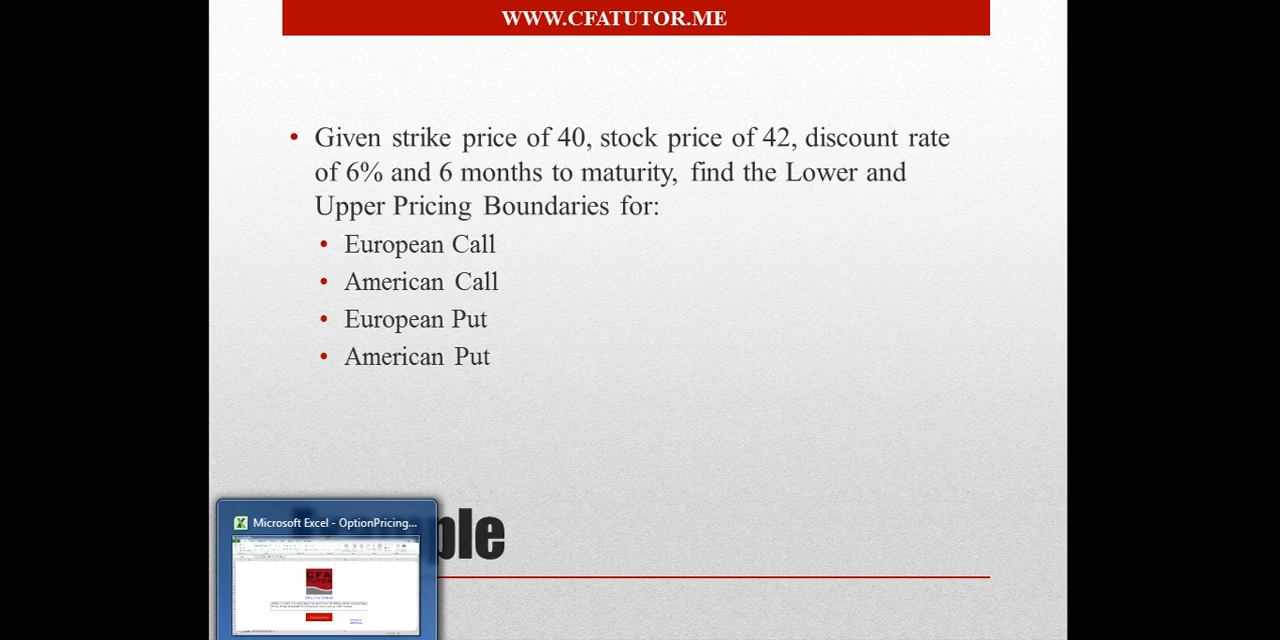 WWW.CFATUTOR.ME
• Given strike price of 40, stock price of 42, discount rate
of 6% and 6 months to maturity, find the Lower and
Upper Pricing Boundaries for:
• European Call
• American Call
• European Put
• American Put
Microsoft Excel - OptionPricing...
ple
CFA
TUTOR